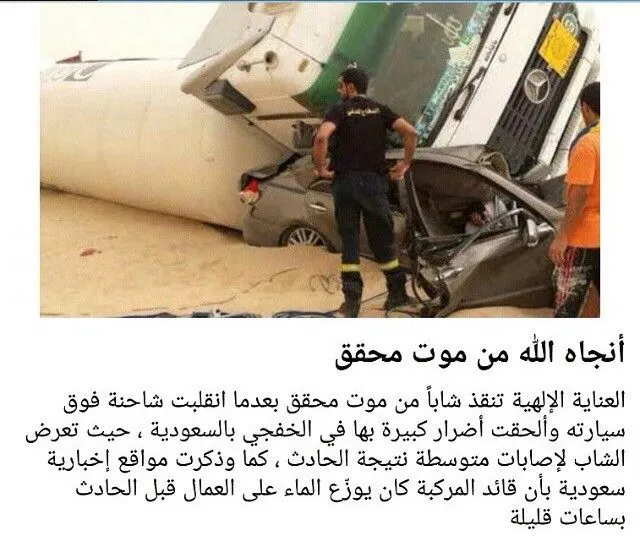 الدفاع المدني
أنجاه الله من موت محقق
العناية الإلهية تنقذ شاباً من موت محقق بعدما انقلبت شاحنة فوق
سيارته وألحقت أضرار كبيرة بها في الخفجي بالسعودية ، حيث تعرض
الشاب لإصابات متوسطة نتيجة الحادث ، كما وذكرت مواقع إخبارية
سعودية بأن قائد المركبة كان يوزّع الماء على العمال قبل الحادث
بساعات قليلة